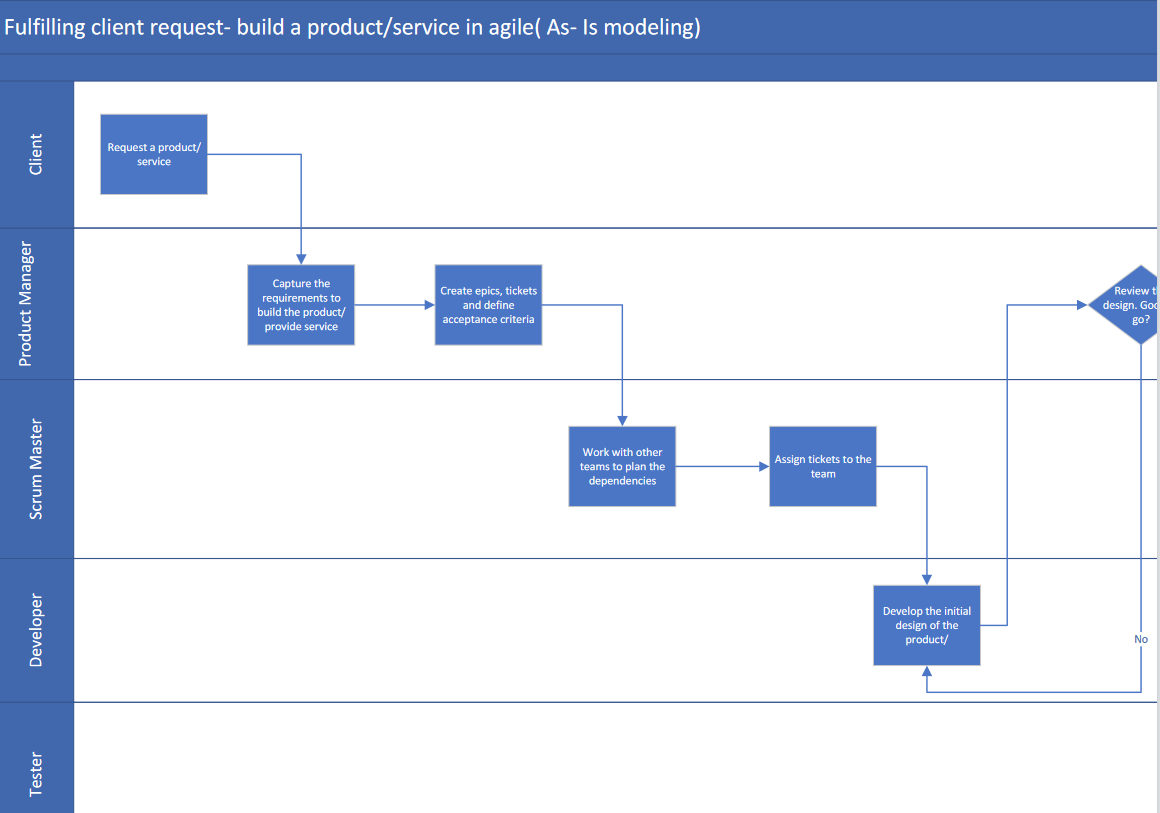 Fulfilling client request- build a product/service in agile( As- Is modeling)
Client
Request a product/
service
Product Manager
Capture the
requirements to
build the product/
provide service
Create epics, tickets
and define
acceptance criteria
Review
design.
go?
Scrum Master
Work with other
teams to plan the
dependencies
Assign tickets to the
team
Developer
Develop the initial
design of the
product/
No
Tester